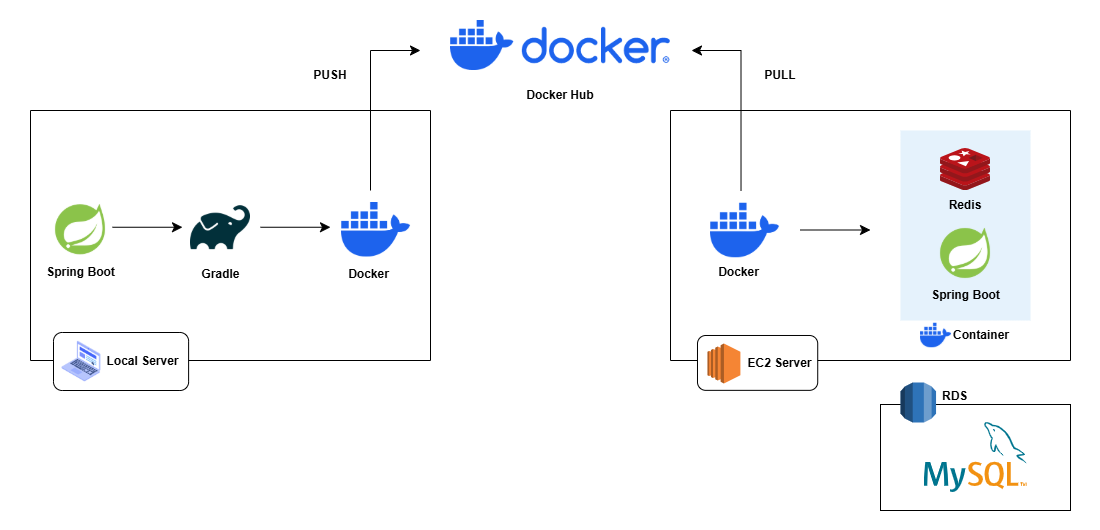 docker
Docker Hub
PUSH
PULL
Spring Boot
Gradle
Docker
Local Server
Docker
Redis
Spring Boot
Container
EC2 Server
RDS
MySQL™